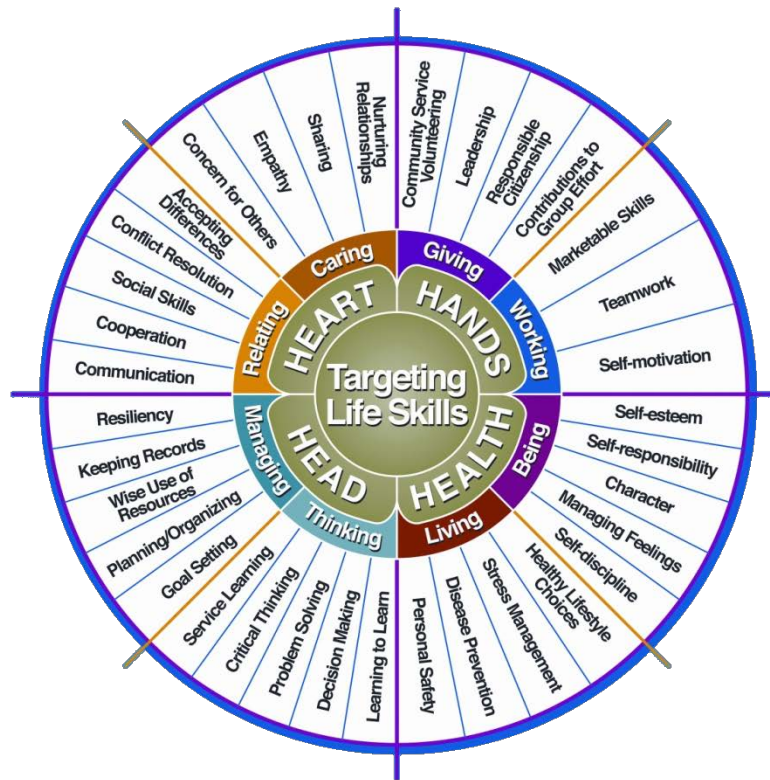 Targeting
Life Skills
HEART
HANDS
HEALTH
HEAD
Caring
Giving
Working
Being
Living
Thinking
Managing
Relating
Nurturing
Relationships
Sharing
Empathy
Concern for Others
Accepting
Differences
Conflict Resolution
Social Skills
Cooperation
Communication
Community Service
Volunteering
Leadership
Responsible
Citizenship
Contributions to
Group Effort
Marketable Skills
Teamwork
Self-motivation
Self-esteem
Self-responsibility
Character
Managing Feelings
Self-discipline
Healthy Lifestyle
Choices
Stress Management
Disease Prevention
Personal Safety
Learning to Learn
Decision Making
Problem Solving
Critical Thinking
Service Learning
Goal Setting
Planning/Organizing
Wise Use of
Resources
Keeping Records
Resiliency